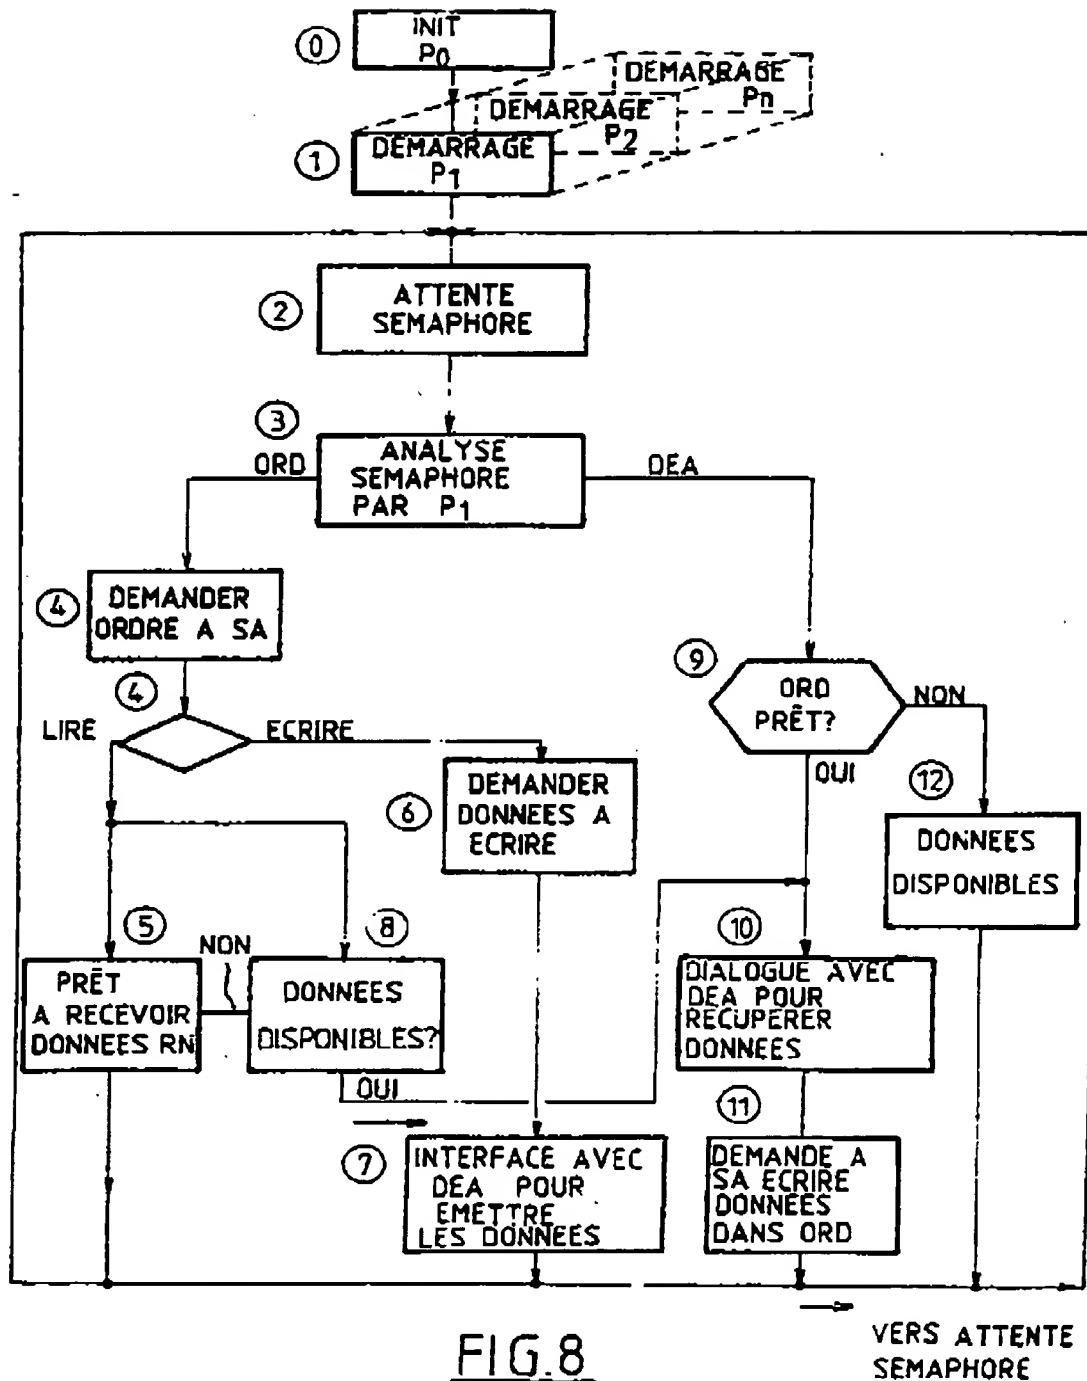 0
INIT
P0
DEMARRAGE
Pn
DEMARRAGE
P2
1
DEMARRAGE
P1
2
ATTENTE
SEMAPHORE
3
ORD
ANALYSE
SEMAPHORE
PAR P1
DEA
4
DEMANDER
ORDRE A SA
4
LIRE
ECRIRE
9
ORD
PRÊT?
NON
OUI
6
DEMANDER
DONNEES A
ECRIRE
12
DONNEES
DISPONIBLES
5
NON
8
PRÊT
A RECEVOIR
DONNEES RN
DONNEES
DISPONIBLES?
OUI
10
DIALOGUE AVEC
DEA POUR
RECUPERER
DONNEES
7
INTERFACE AVEC
DEA POUR
EMETTRE
LES DONNEES
11
DEMANDE A
SA ECRIRE
DONNEES
DANS ORD
VERS ATTENTE
SEMAPHORE
FIG.8